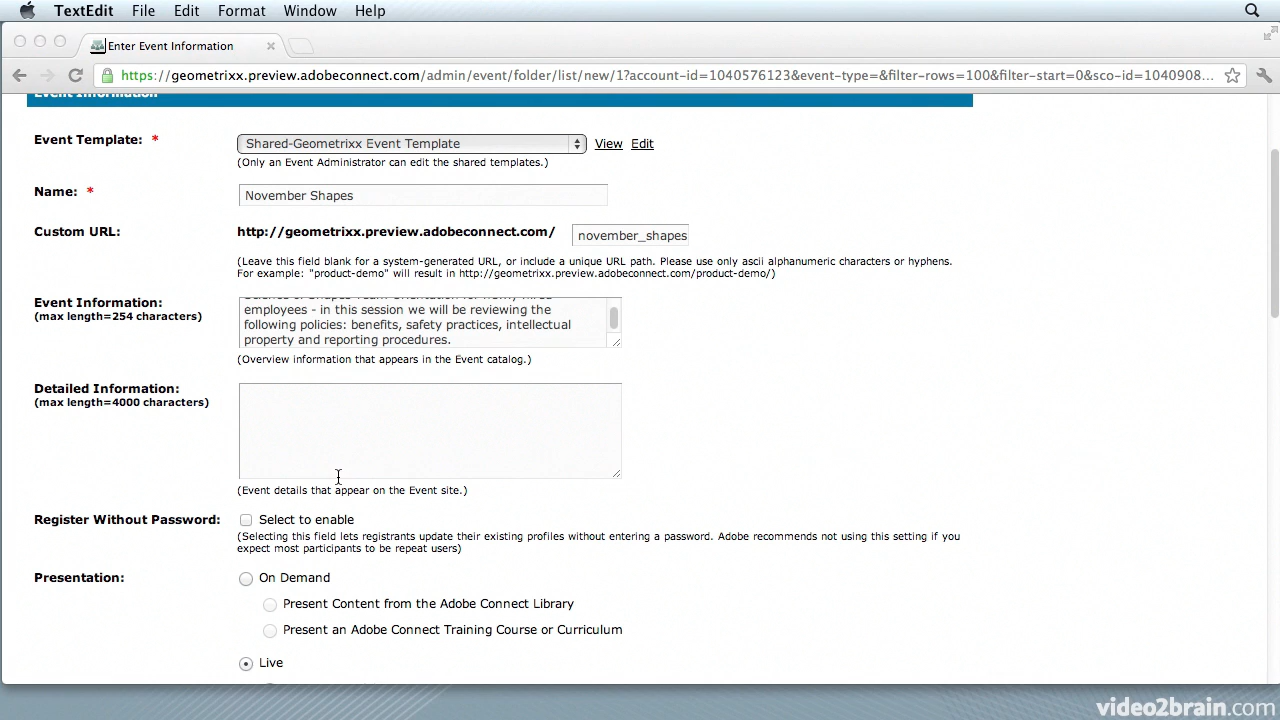 TextEdit File Edit Format Window Help
Enter Event Information
https://geometrixx.preview.adobeconnect.com/admin/event/folder/list/new/1?account-id=1040576123&event-type=&filter-rows=100&filter-start=0&sco-id=1040908...
Event Information
Event Template: * Shared-Geometrixx Event Template View Edit
(Only an Event Administrator can edit the shared templates.)
Name: * November Shapes
Custom URL: http://geometrixx.preview.adobeconnect.com/ november_shapes
(Leave this field blank for a system-generated URL, or include a unique URL path. Please use only ascii alphanumeric characters or hyphens.
For example: "product-demo" will result in http://geometrixx.preview.adobeconnect.com/product-demo/)
Event Information:
(max length=254 characters)
Science of Shapes Team Orientation for newly hired
employees - in this session we will be reviewing the
following policies: benefits, safety practices, intellectual
property and reporting procedures.
(Overview information that appears in the Event catalog.)
Detailed Information:
(max length=4000 characters)
(Event details that appear on the Event site.)
Register Without Password: Select to enable
(Selecting this field lets registrants update their existing profiles without entering a password. Adobe recommends not using this setting if you
expect most participants to be repeat users)
Presentation: On Demand
Present Content from the Adobe Connect Library
Present an Adobe Connect Training Course or Curriculum
Live
video2brain.com